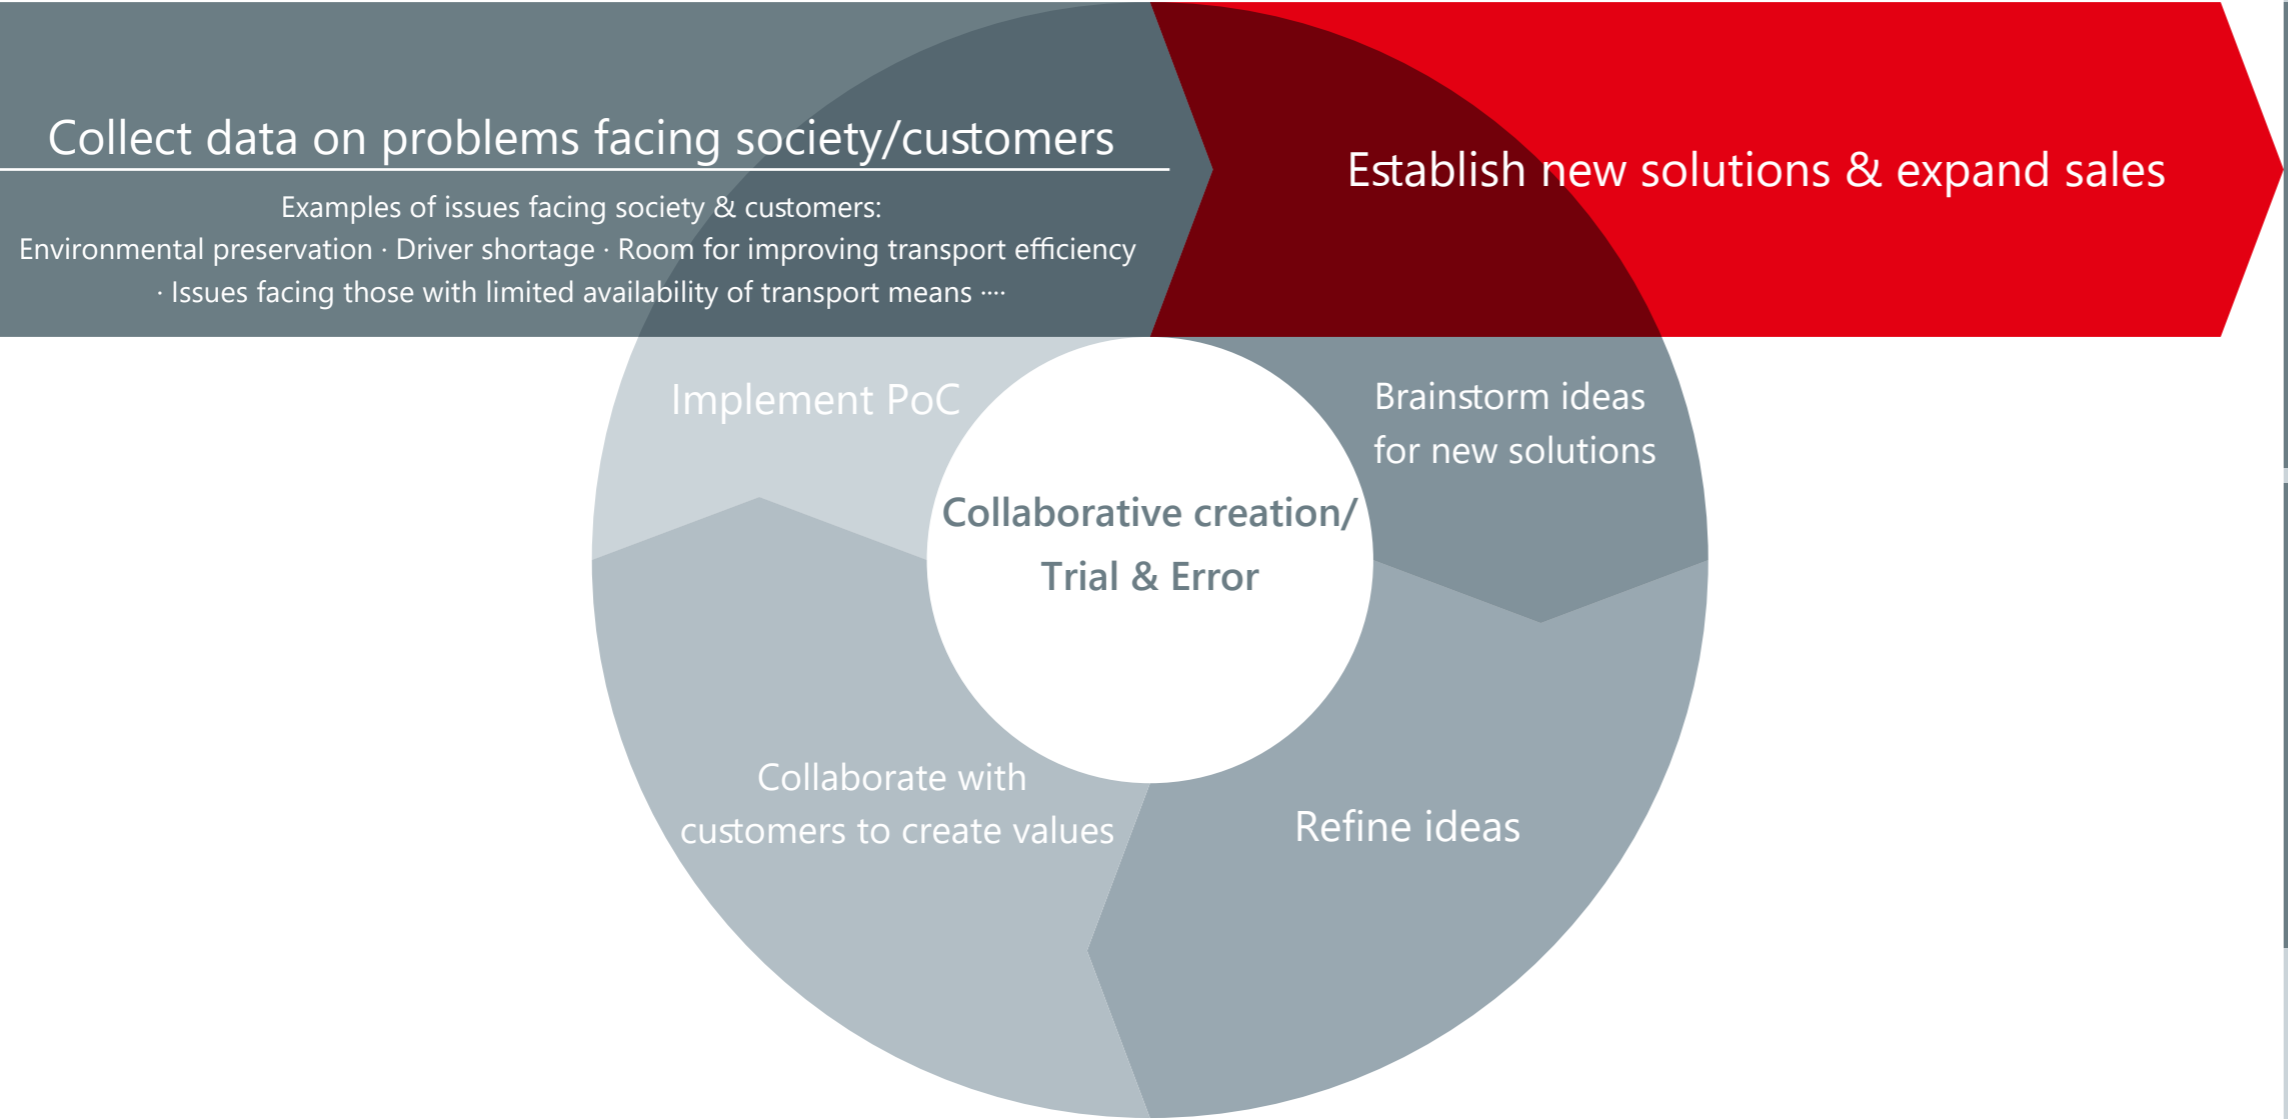 Collect data on problems facing society/customers
Examples of issues facing society & customers:
Environmental preservation · Driver shortage · Room for improving transport efficiency
· Issues facing those with limited availability of transport means ····
Establish new solutions & expand sales
Brainstorm ideas
for new solutions
Refine ideas
Collaborate with
customers to create values
Implement PoC
Collaborative creation/
Trial & Error